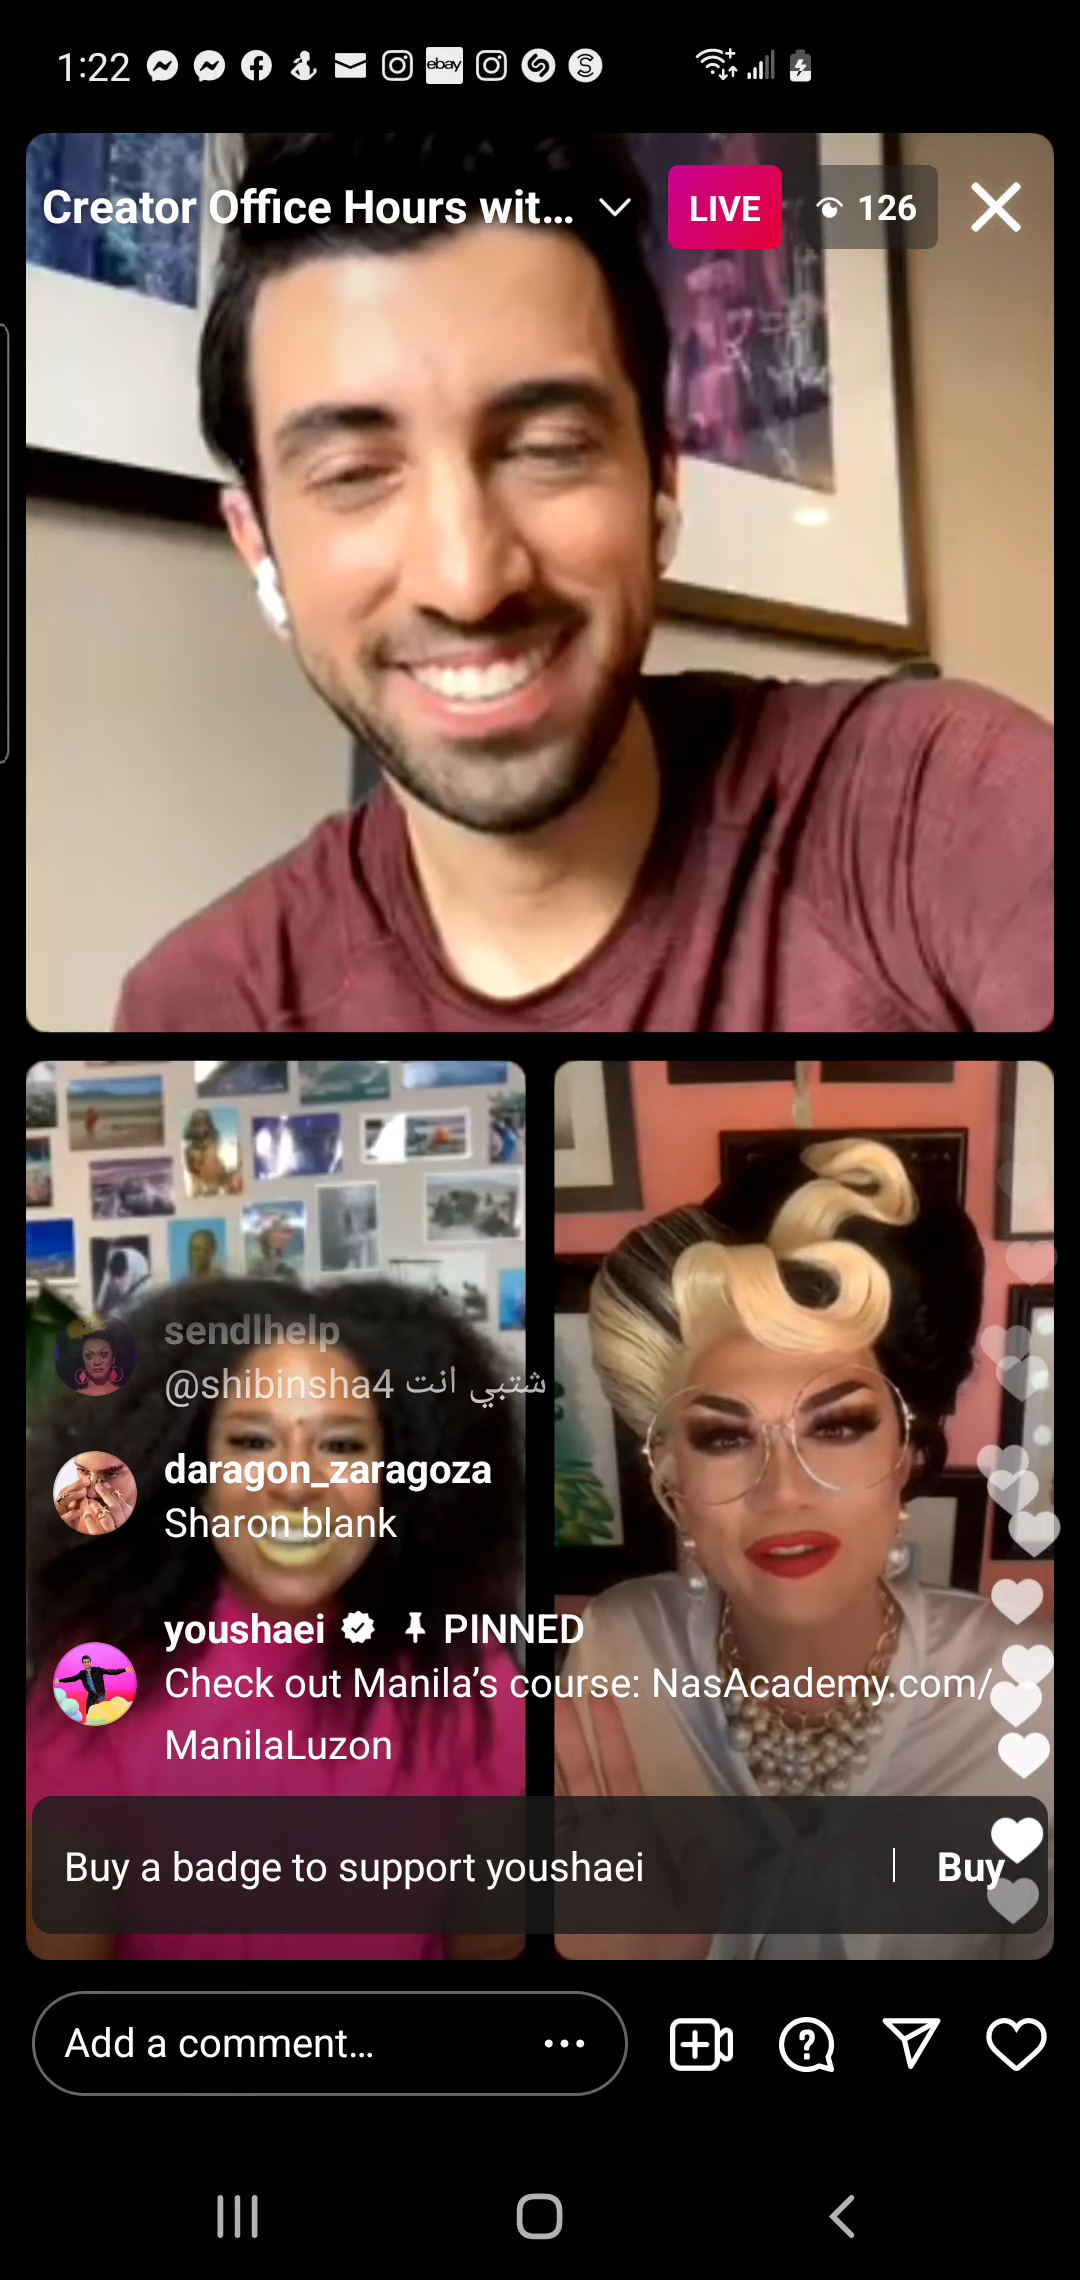 1:22
ebay
Creator Office Hours wit...
LIVE
126
sendlhelp
@shibinsha4 شتبي انت
daragon_zaragoza
Sharon blank
youshaei PINNED
Check out Manila’s course: NasAcademy.com/
ManilaLuzon
Buy a badge to support youshaei
Buy
Add a comment...